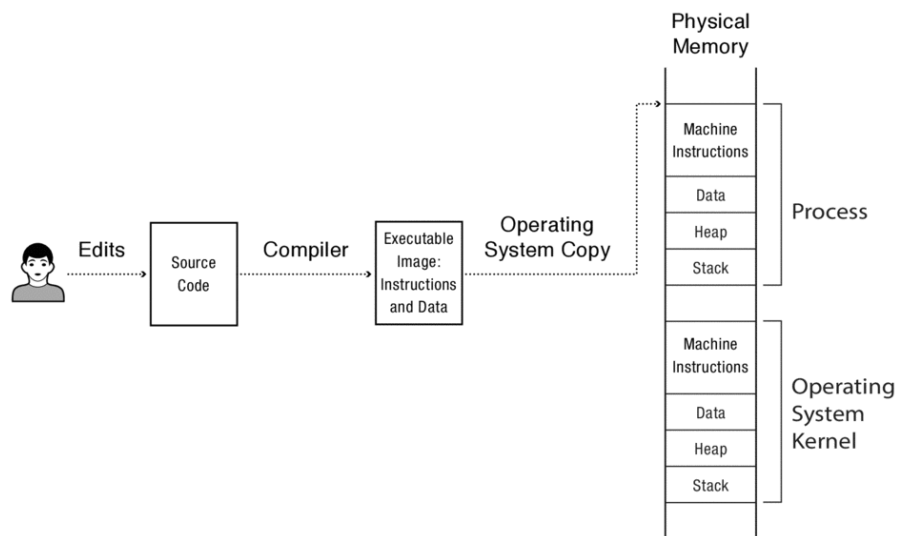 Physical
Memory
Machine
Instructions
Data
Heap
Stack
Process
Edits
Source
Code
Compiler
Executable
Image:
Instructions
and Data
Operating
System Copy
Machine
Instructions
Data
Heap
Stack
Operating
System
Kernel